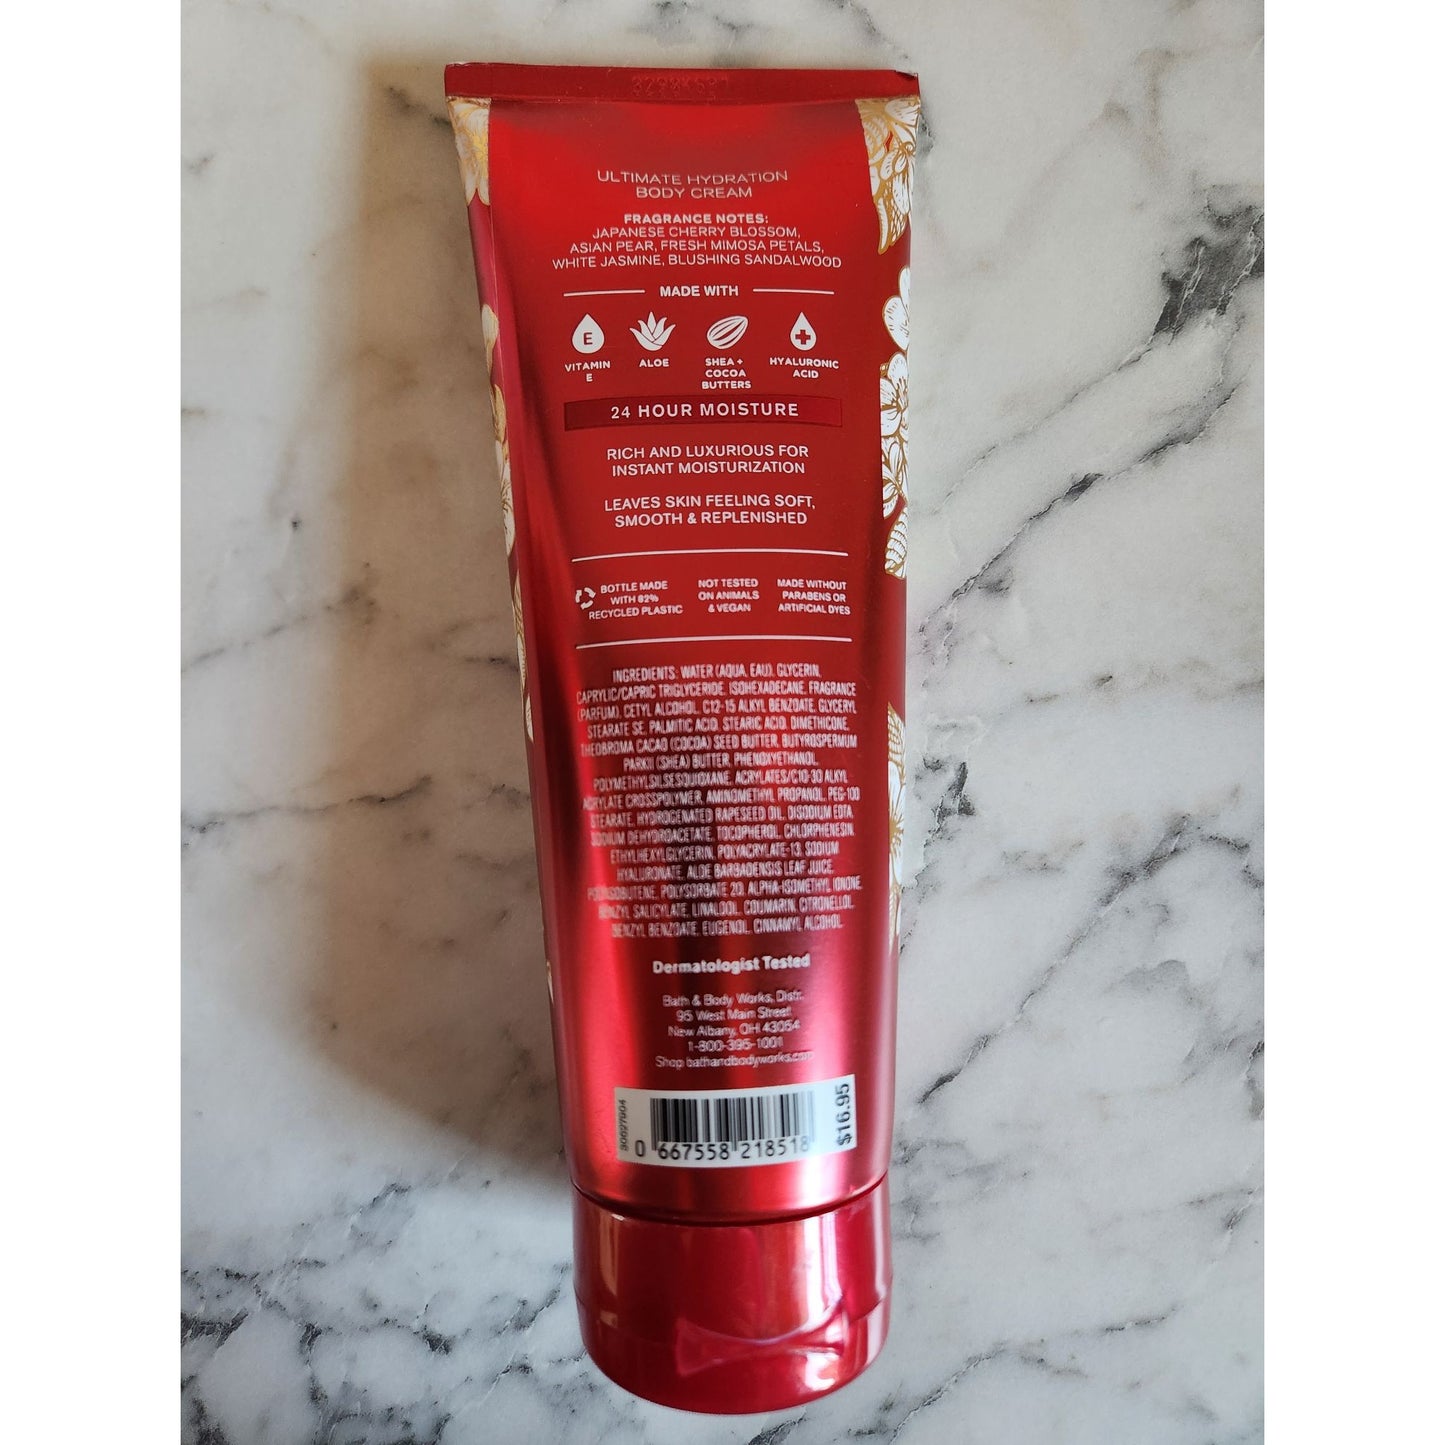 ULTIMATE HYDRATION
BODY CREAM
FRAGRANCE NOTES:
JAPANESE CHERRY BLOSSOM,
ASIAN PEAR, FRESH MIMOSA PETALS,
WHITE JASMINE, BLUSHING SANDALWOOD
MADE WITH
E
VITAMIN
E
ALOE
SHEA +
COCOA
BUTTERS
HYALURONIC
ACID
24 HOUR MOISTURE
RICH AND LUXURIOUS FOR
INSTANT MOISTURIZATION
LEAVES SKIN FEELING SOFT,
SMOOTH & REPLENISHED
BOTTLE MADE
WITH 82%
RECYCLED PLASTIC
NOT TESTED
ON ANIMALS
& VEGAN
MADE WITHOUT
PARABENS OR
ARTIFICIAL DYES
INGREDIENTS: WATER (AQUA, EAU), GLYCERIN,
CAPRYLIC/CAPRIC TRIGLYCERIDE, ISOHEXADECANE, FRAGRANCE
(PARFUM), CETYL ALCOHOL, C12-15 ALKYL BENZOATE, GLYCERYL
STEARATE SE, PALMITIC ACID, STEARIC ACID, DIMETHICONE,
THEOBROMA CACAO (COCOA) SEED BUTTER, BUTYROSPERMUM
PARKII (SHEA) BUTTER, PHENOXYETHANOL,
POLYMETHYLSILSESQUIOXANE, ACRYLATES/C10-30 ALKYL
ACRYLATE CROSSPOLYMER, AMINOMETHYL PROPANOL, PEG-100
STEARATE, HYDROGENATED RAPESEED OIL, DISODIUM EDTA,
SODIUM DEHYDROACETATE, TOCOPHEROL, CHLORPHENESIN,
ETHYLHEXYLGLYCERIN, POLYACRYLATE-13, SODIUM
HYALURONATE, ALOE BARBADENSIS LEAF JUICE,
POLYISOBUTENE, POLYSORBATE 20, ALPHA-ISOMETHYL IONONE,
BENZYL SALICYLATE, LINALOOL, COUMARIN, CITRONELLOL,
BENZYL BENZOATE, EUGENOL, CINNAMYL ALCOHOL.
Dermatologist Tested
Bath & Body Works, Distr.
95 West Main Street
New Albany, OH 43054
1-800-395-1001
Shop bathandbodyworks.com
30627904
0 667558 218518
$16.95